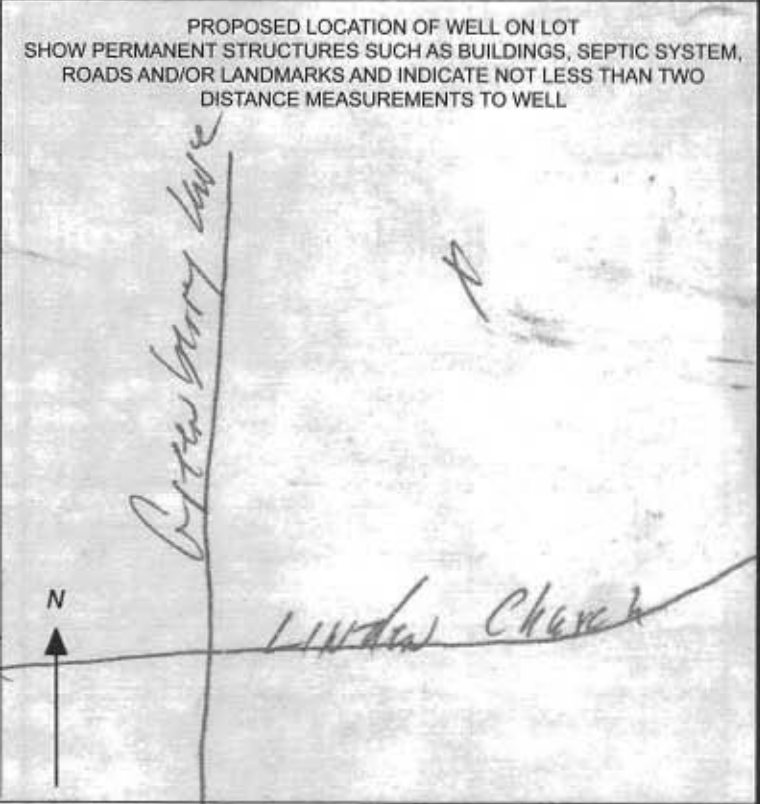 PROPOSED LOCATION OF WELL ON LOT
SHOW PERMANENT STRUCTURES SUCH AS BUILDINGS, SEPTIC SYSTEM,
ROADS AND/OR LANDMARKS AND INDICATE NOT LESS THAN TWO
DISTANCE MEASUREMENTS TO WELL
Lane
N
LINDEN Church